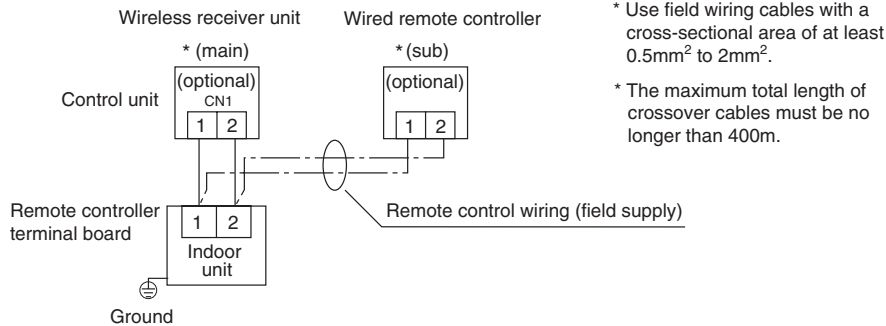 Wireless receiver unit
Wired remote controller
* (main)
* (sub)
Control unit
(optional)
CN1
1 2
(optional)
1 2
* Use field wiring cables with a
cross-sectional area of at least
0.5mm² to 2mm².
* The maximum total length of
crossover cables must be no
longer than 400m.
Remote controller
terminal board
1 2
Indoor
unit
Remote control wiring (field supply)
Ground